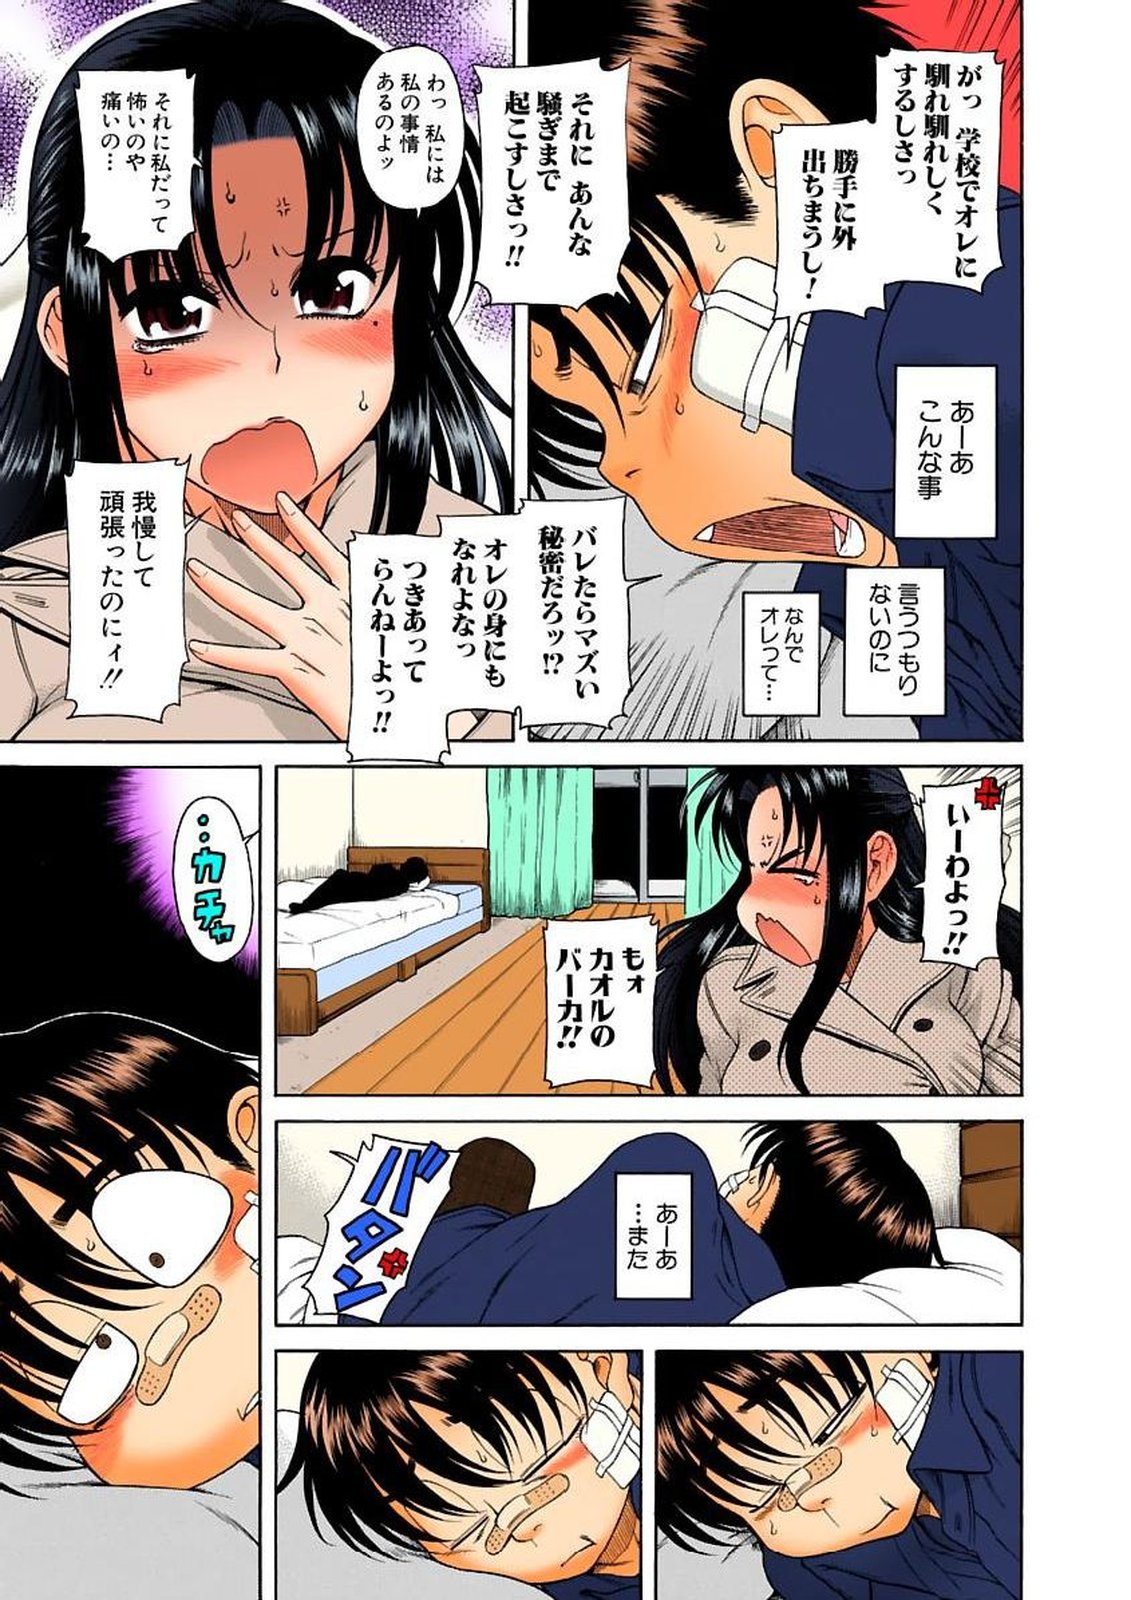 がっ 学校でオレに
馴れ馴れしく
するしさっ
勝手に外
出ちまうし!
それに あんな
騒ぎまで
起こすしさっ!!
あーあ
こんな事
言うつもり
ないのに
なんで
オレって…
バレたらマズい
秘密だろッ!?
オレの身にも
なれよなっ
つきあって
らんねーよっ!!
わっ 私には
私の事情
あるのよッ
それに私だって
怖いのや
痛いの…
我慢して
頑張ったのにィ!!
いーわよっ!!
もォ
カオルの
バーカ!!
あーあ
…また
バタン
…カチャ